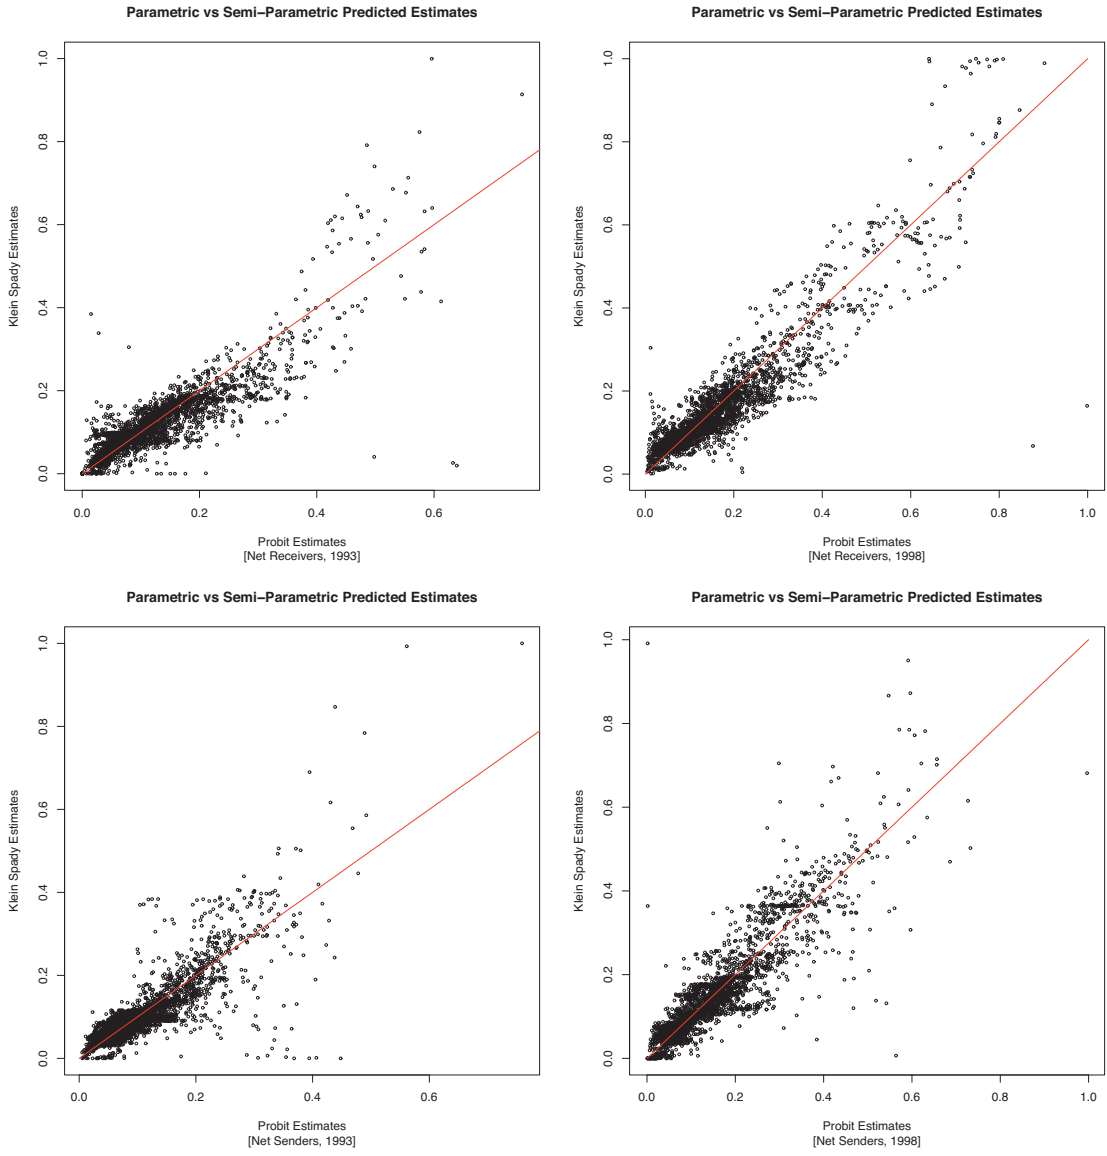 Parametric vs Semi−Parametric Predicted Estimates
Klein Spady Estimates
1.0
0.8
0.6
0.4
0.2
0.0
0.0 0.2 0.4 0.6
Probit Estimates
[Net Receivers, 1993]
Parametric vs Semi−Parametric Predicted Estimates
Klein Spady Estimates
1.0
0.8
0.6
0.4
0.2
0.0
0.0 0.2 0.4 0.6 0.8 1.0
Probit Estimates
[Net Receivers, 1998]
Parametric vs Semi−Parametric Predicted Estimates
Klein Spady Estimates
1.0
0.8
0.6
0.4
0.2
0.0
0.0 0.2 0.4 0.6
Probit Estimates
[Net Senders, 1993]
Parametric vs Semi−Parametric Predicted Estimates
Klein Spady Estimates
1.0
0.8
0.6
0.4
0.2
0.0
0.0 0.2 0.4 0.6 0.8 1.0
Probit Estimates
[Net Senders, 1998]